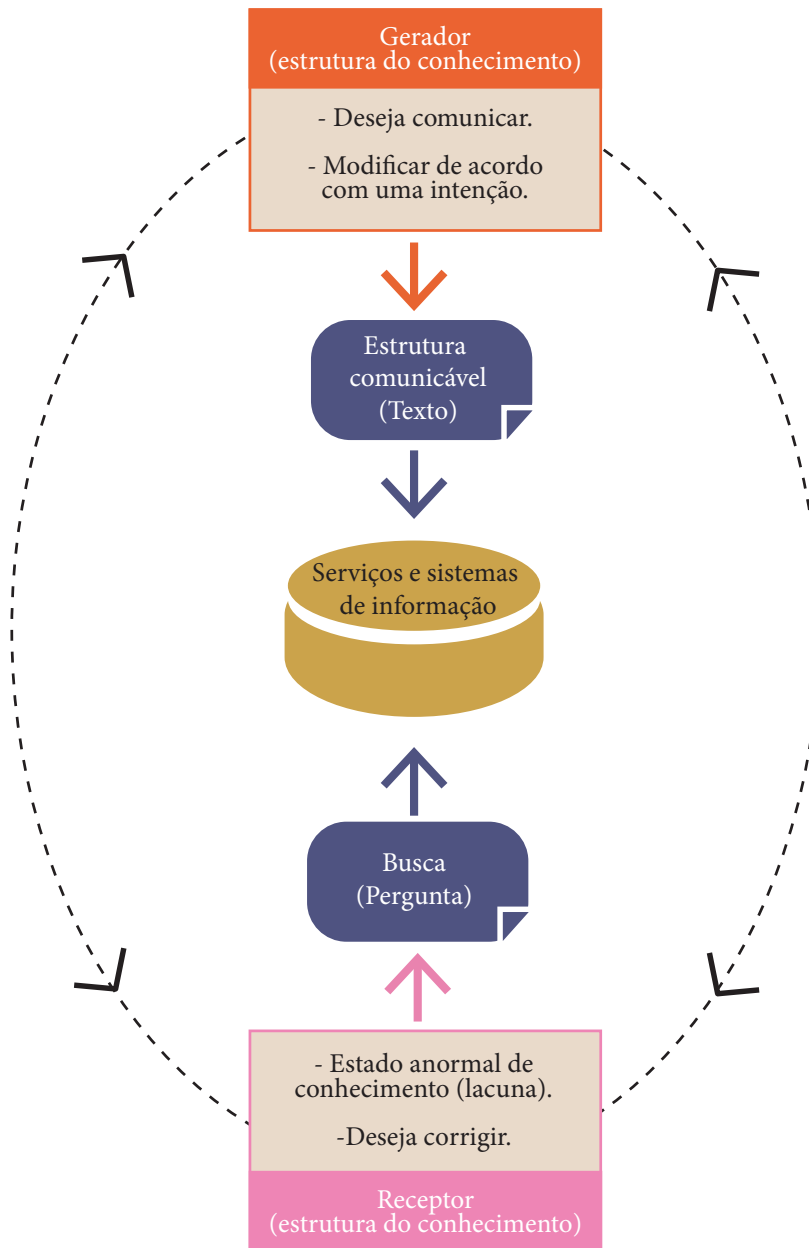 Gerador
(estrutura do conhecimento)
- Deseja comunicar.
- Modificar de acordo
com uma intenção.
Estrutura
comunicável
(Texto)
Serviços e sistemas
de informação
Busca
(Pergunta)
- Estado anormal de
conhecimento (lacuna).
-Deseja corrigir.
Receptor
(estrutura do conhecimento)